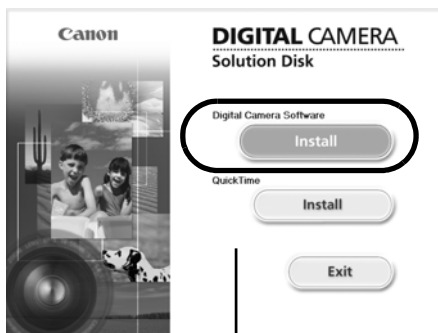 Canon
DIGITAL CAMERA
Solution Disk
Digital Camera Software
Install
QuickTime
Install
Exit